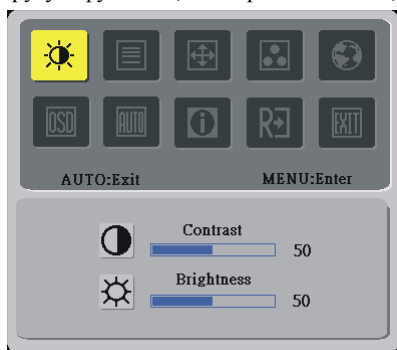 OSD AUTO i R EXIT
AUTO:Exit MENU:Enter
Contrast
50
Brightness
50